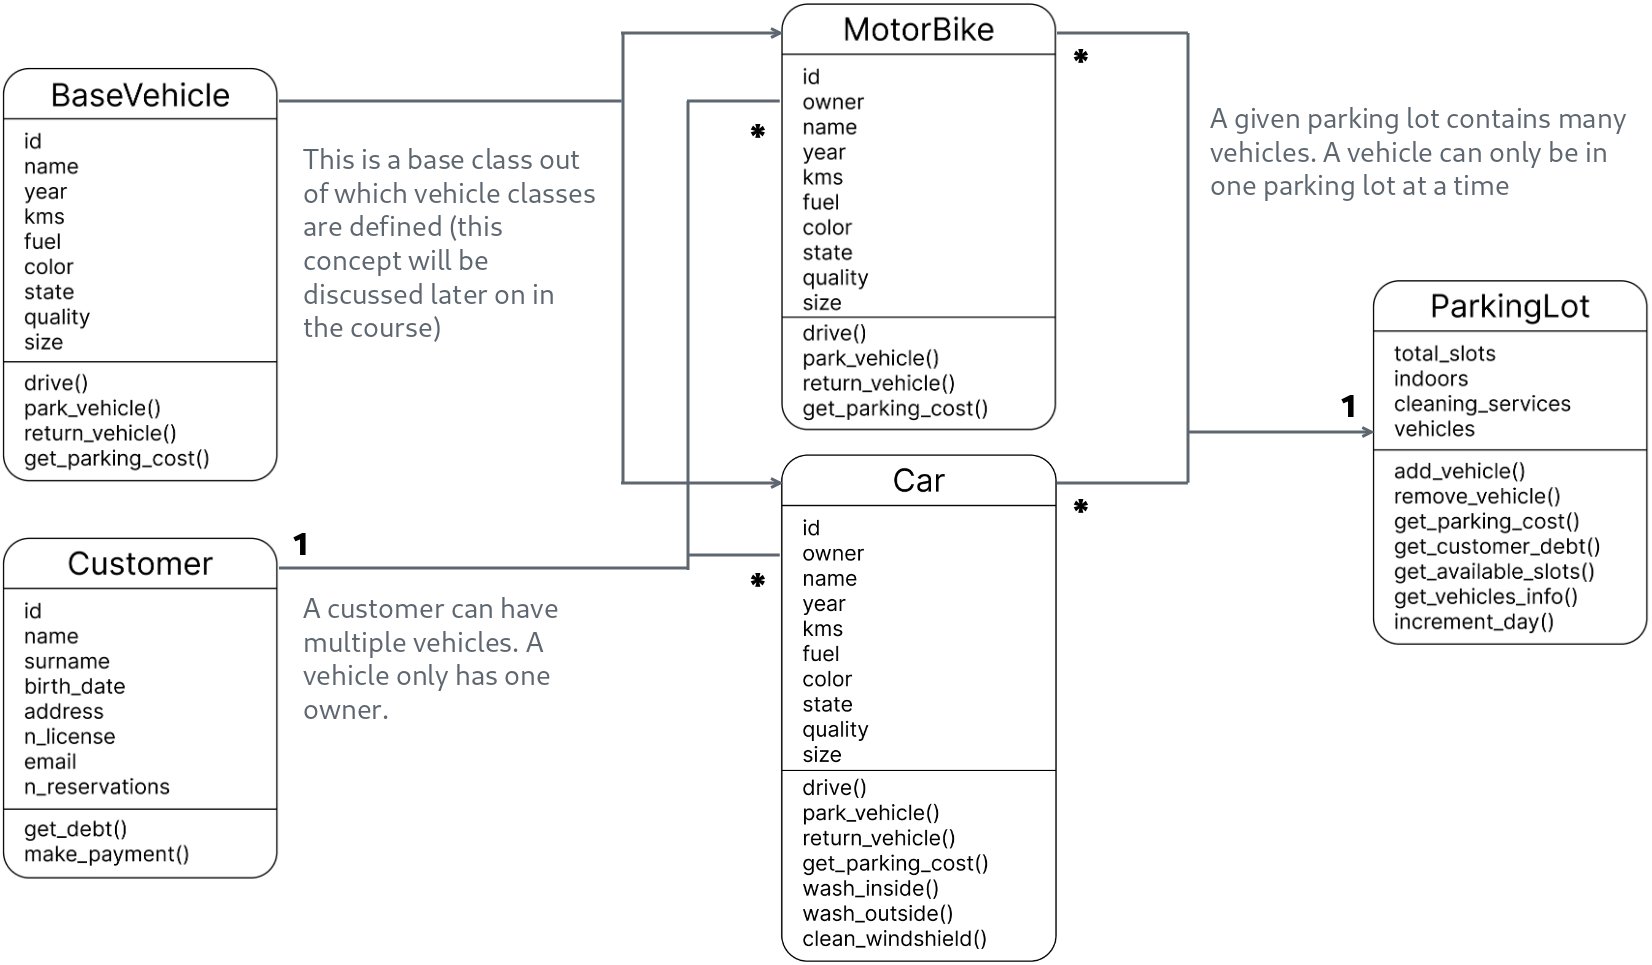 BaseVehicle
id
name
year
kms
fuel
color
state
quality
size
drive()
park_vehicle()
return_vehicle()
get_parking_cost()
This is a base class out
of which vehicle classes
are defined (this
concept will be
discussed later on in
the course)
Customer
id
name
surname
birth_date
address
n_license
email
n_reservations
get_debt()
make_payment()
1
A customer can have
multiple vehicles. A
vehicle only has one
owner.
*
MotorBike
id
owner
name
year
kms
fuel
color
state
quality
size
drive()
park_vehicle()
return_vehicle()
get_parking_cost()
*
*
Car
id
owner
name
year
kms
fuel
color
state
quality
size
drive()
park_vehicle()
return_vehicle()
get_parking_cost()
wash_inside()
wash_outside()
clean_windshield()
*
A given parking lot contains many
vehicles. A vehicle can only be in
one parking lot at a time
1
ParkingLot
total_slots
indoors
cleaning_services
vehicles
add_vehicle()
remove_vehicle()
get_parking_cost()
get_customer_debt()
get_available_slots()
get_vehicles_info()
increment_day()